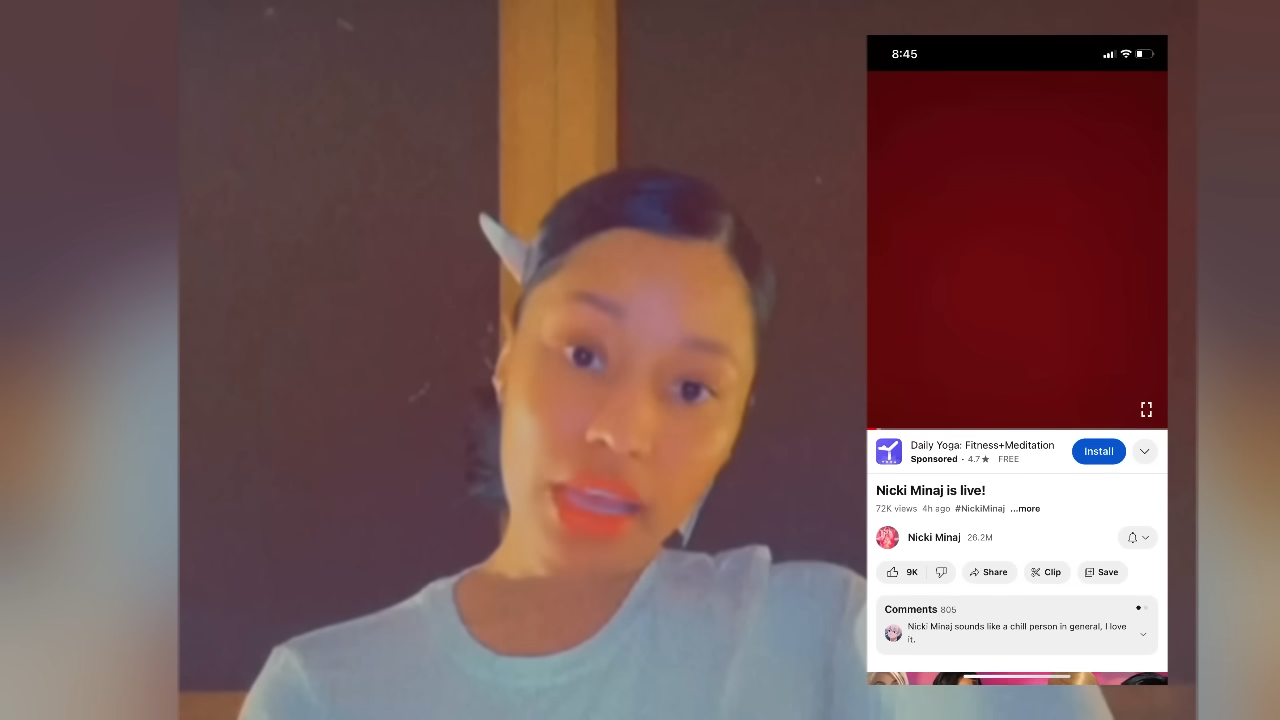 8:45
Daily Yoga: Fitness+Meditation
Sponsored · 4.7★ FREE
Install
Nicki Minaj is live!
72K views 4h ago #NickiMinaj ...more
Nicki Minaj 26.2M
9K Share Clip Save
Comments 805
Nicki Minaj sounds like a chill person in general, I love
it.